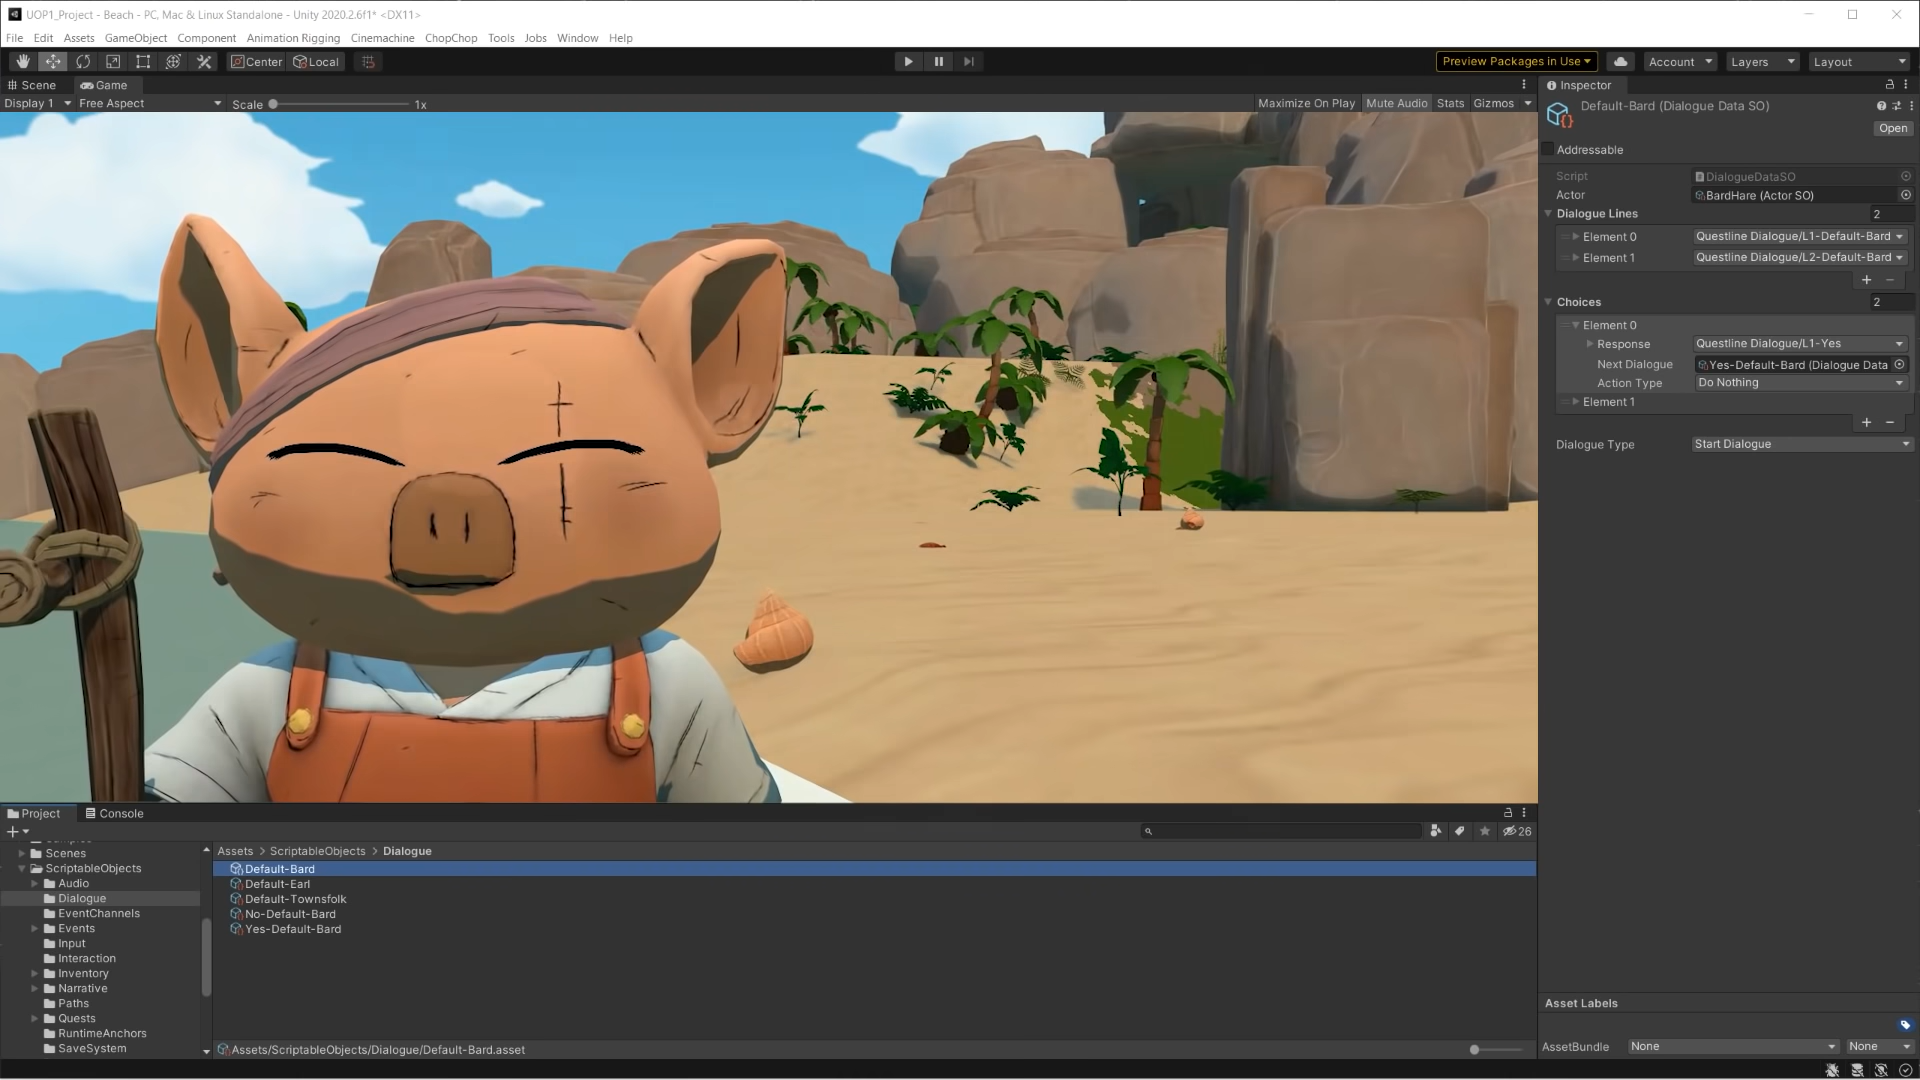 UOP1_Project - Beach - PC, Mac & Linux Standalone - Unity 2020.2.6f1* <DX11>
File Edit Assets GameObject Component Animation Rigging Cinemachine ChopChop Tools Jobs Window Help
Center Local Preview Packages in Use Account Layers Layout
Scene Game
Display 1 Free Aspect Scale 1x Maximize On Play Mute Audio Stats Gizmos
Inspector
Default-Bard (Dialogue Data SO)
Open
Addressable
Script DialogueDataSO
Actor BardHare (Actor SO)
Dialogue Lines 2
Element 0 Questline Dialogue/L1-Default-Bard
Element 1 Questline Dialogue/L2-Default-Bard
+ −
Choices 2
Element 0
Response Questline Dialogue/L1-Yes
Next Dialogue Yes-Default-Bard (Dialogue Data
Action Type Do Nothing
Element 1
+ −
Dialogue Type Start Dialogue
Project Console
26
Scenes
ScriptableObjects
Audio
Dialogue
EventChannels
Events
Input
Interaction
Inventory
Narrative
Paths
Quests
RuntimeAnchors
SaveSystem
Assets > ScriptableObjects > Dialogue
Default-Bard
Default-Earl
Default-Townsfolk
No-Default-Bard
Yes-Default-Bard
Assets/ScriptableObjects/Dialogue/Default-Bard.asset
Asset Labels
AssetBundle None None